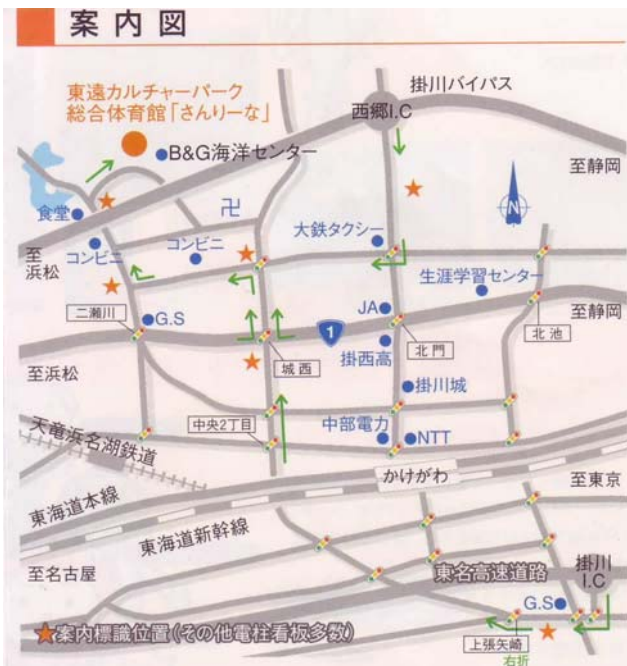 案内図
東遠カルチャーパーク
総合体育館「さんりーな」
掛川バイパス
西郷I.C
B&G海洋センター
至静岡
食堂
卍
N
大鉄タクシー
至
浜松
コンビニ
コンビニ
生涯学習センター
G.S
JA
至静岡
二瀬川
1
北門
北池
城西
掛西高
至浜松
掛川城
中央2丁目
中部電力
NTT
天竜浜名湖鉄道
かけがわ
至東京
東海道本線
東海道新幹線
至名古屋
東名高速道路
掛川
I.C
G.S
★案内標識位置(その他電柱看板多数)
上張矢崎
右折